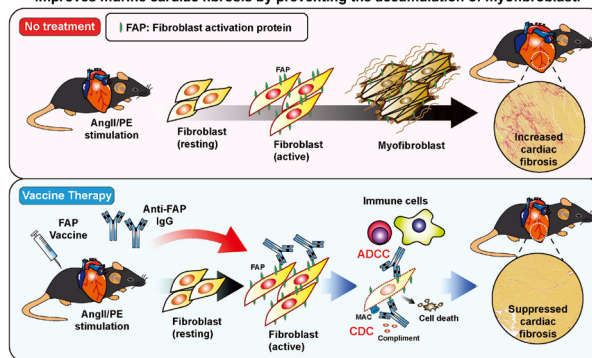 improves murine cardiac fibrosis by preventing the accumulation of myofibroblast.
No treatment
FAP: Fibroblast activation protein
AngII/PE
stimulation
Fibroblast
(resting)
FAP
Fibroblast
(active)
Myofibroblast
Increased
cardiac
fibrosis
Vaccine Therapy
FAP
Vaccine
Anti-FAP
IgG
AngII/PE
stimulation
Fibroblast
(resting)
FAP
Fibroblast
(active)
Immune cells
ADCC
MAC
CDC
Compliment
Cell death
Suppressed
cardiac
fibrosis